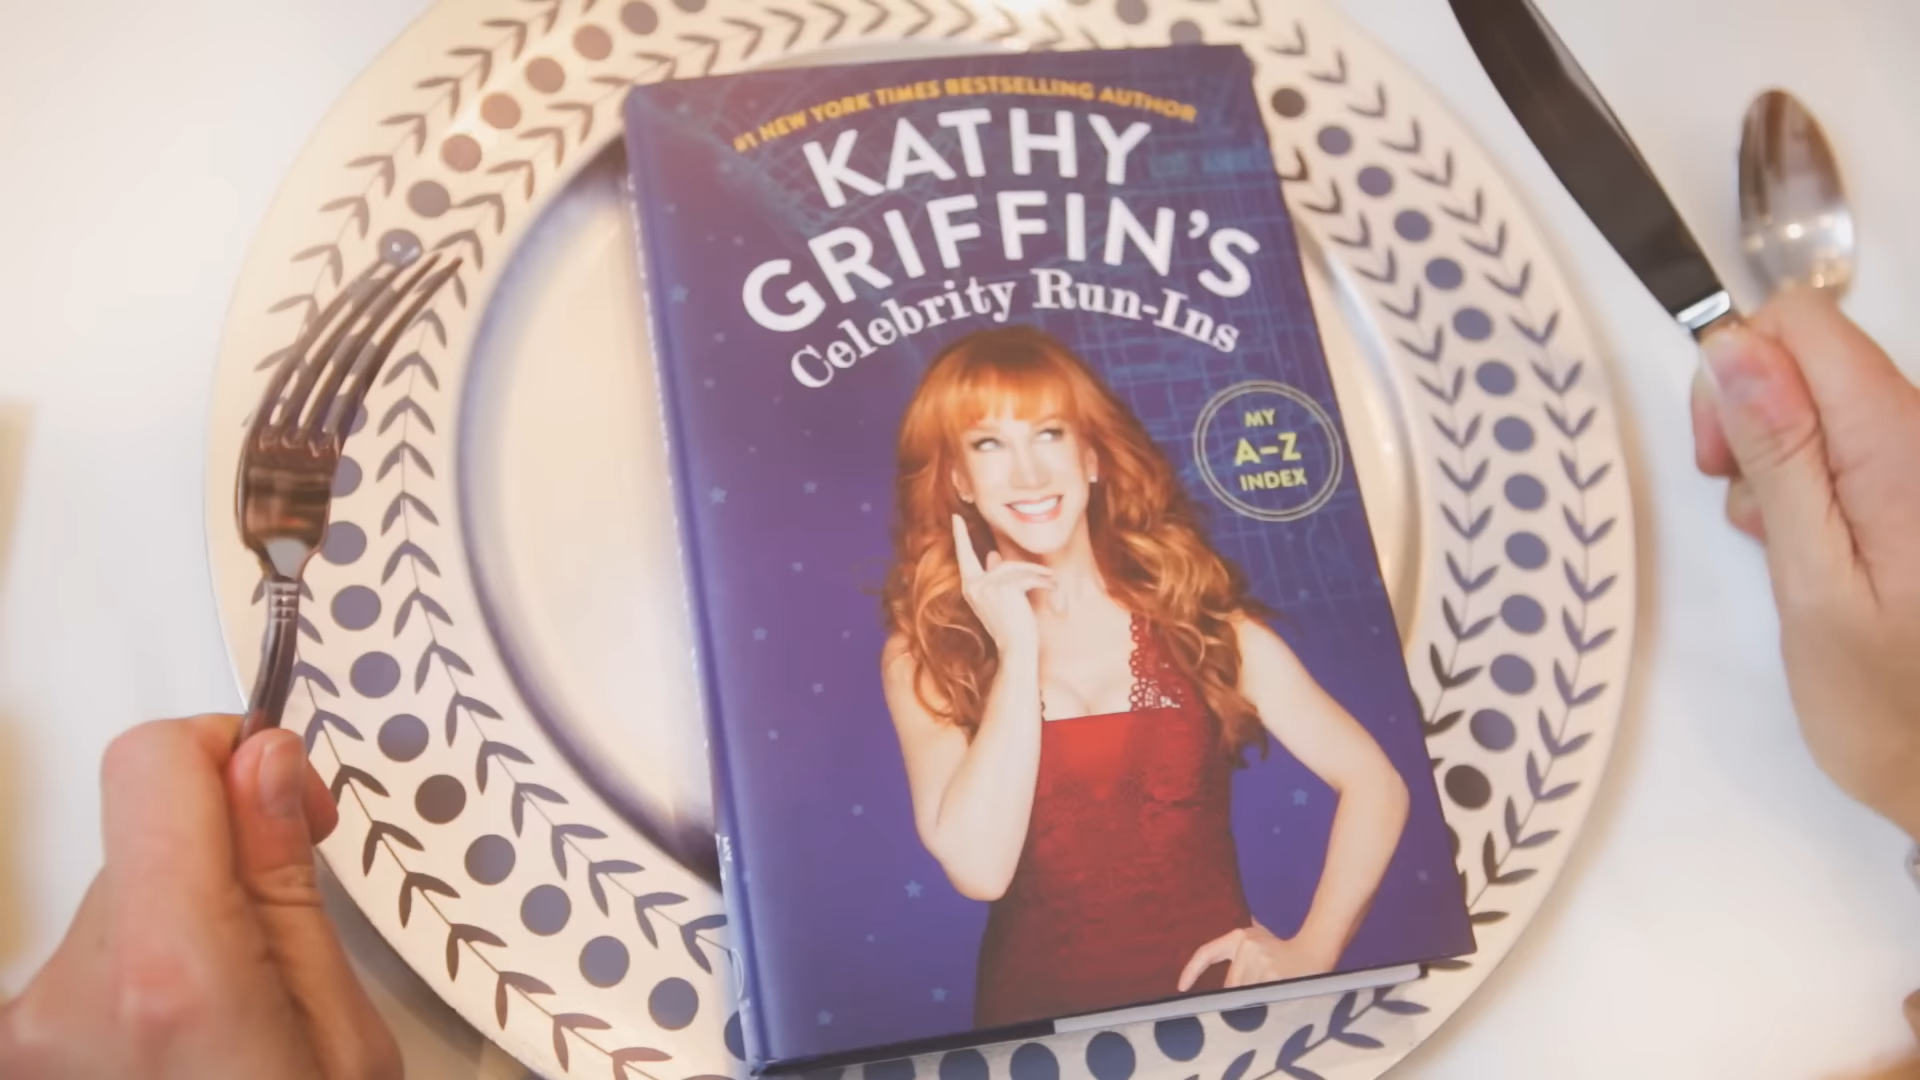 #1 NEW YORK TIMES BESTSELLING AUTHOR
KATHY
GRIFFIN'S
Celebrity Run-Ins
MY
A-Z
INDEX